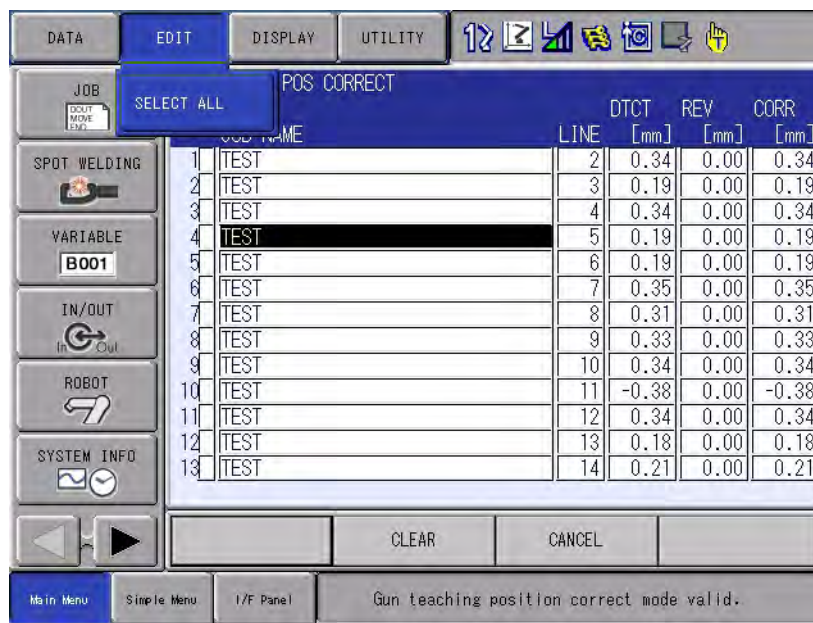 DATA EDIT DISPLAY UTILITY
JOB
DOUT
MOVE
END
SELECT ALL
POS CORRECT
DTCT REV CORR
NAME LINE [mm] [mm] [mm]
1 TEST 2 0.34 0.00 0.34
2 TEST 3 0.19 0.00 0.19
3 TEST 4 0.34 0.00 0.34
4 TEST 5 0.19 0.00 0.19
5 TEST 6 0.19 0.00 0.19
6 TEST 7 0.35 0.00 0.35
7 TEST 8 0.31 0.00 0.31
8 TEST 9 0.33 0.00 0.33
9 TEST 10 0.34 0.00 0.34
10 TEST 11 -0.38 0.00 -0.38
11 TEST 12 0.34 0.00 0.34
12 TEST 13 0.18 0.00 0.18
13 TEST 14 0.21 0.00 0.21
SPOT WELDING
VARIABLE
B001
IN/OUT
In Out
ROBOT
SYSTEM INFO
CLEAR CANCEL
Main Menu Simple Menu I/F Panel Gun teaching position correct mode valid.